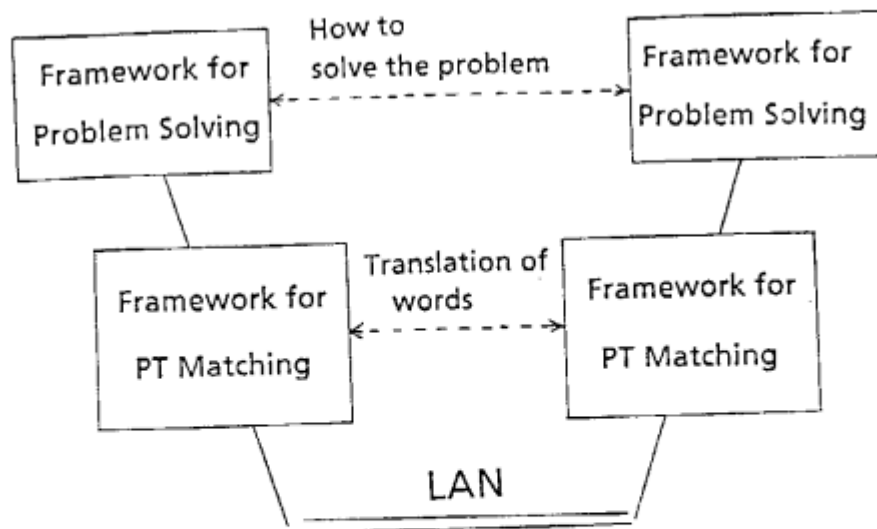 How to
solve the problem
Framework for
Problem Solving
Framework for
Problem Solving
Translation of
words
Framework for
PT Matching
Framework for
PT Matching
LAN